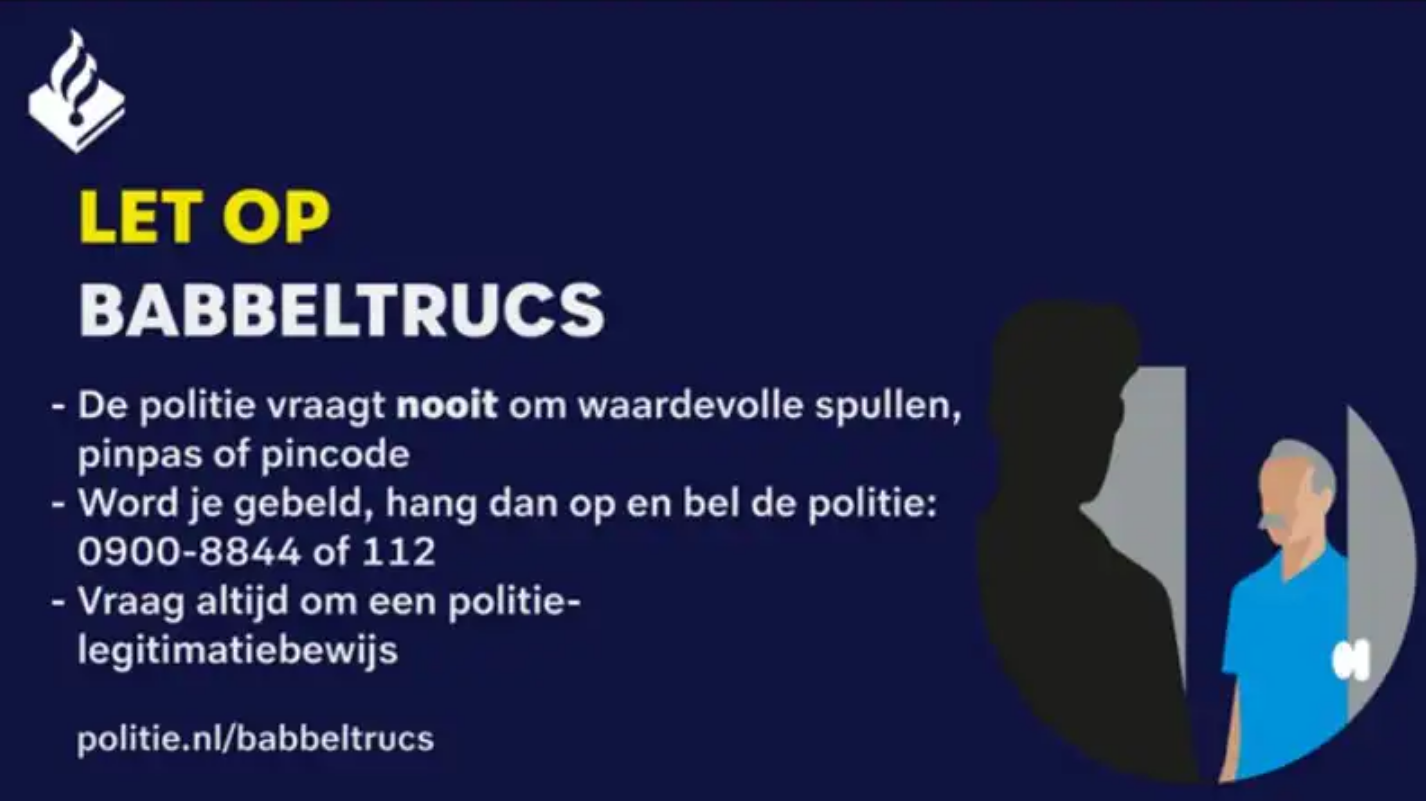 LET OP
BABBELTRUCS
- De politie vraagt nooit om waardevolle spullen,
pinpas of pincode
- Word je gebeld, hang dan op en bel de politie:
0900-8844 of 112
- Vraag altijd om een politie-
legitimatiebewijs
politie.nl/babbeltrucs